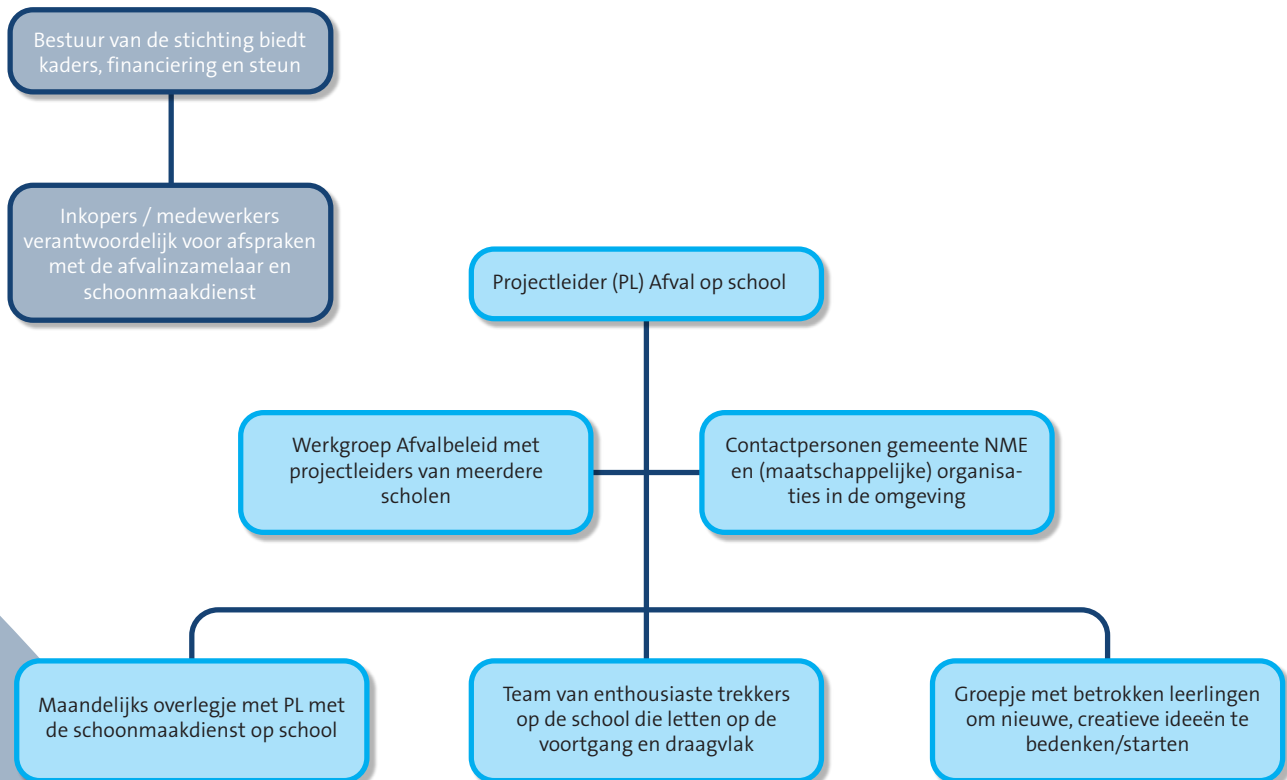 Bestuur van de stichting biedt
kaders, financiering en steun
Inkopers / medewerkers
verantwoordelijk voor afspraken
met de afvalinzamelaar en
schoonmaakdienst
Projectleider (PL) Afval op school
Werkgroep Afvalbeleid met
projectleiders van meerdere
scholen
Contactpersonen gemeente NME
en (maatschappelijke) organisa-
ties in de omgeving
Maandelijks overlegje met PL met
de schoonmaakdienst op school
Team van enthousiaste trekkers
op de school die letten op de
voortgang en draagvlak
Groepje met betrokken leerlingen
om nieuwe, creatieve ideeën te
bedenken/starten